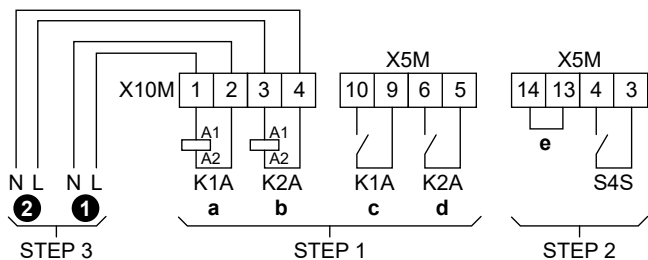 X5M X5M
X10M 1 2 3 4 10 9 6 5 14 13 4 3
A1 A1
A2 A2
e
N L N L K1A K2A K1A K2A S4S
2 1 a b c d
STEP 3 STEP 1 STEP 2